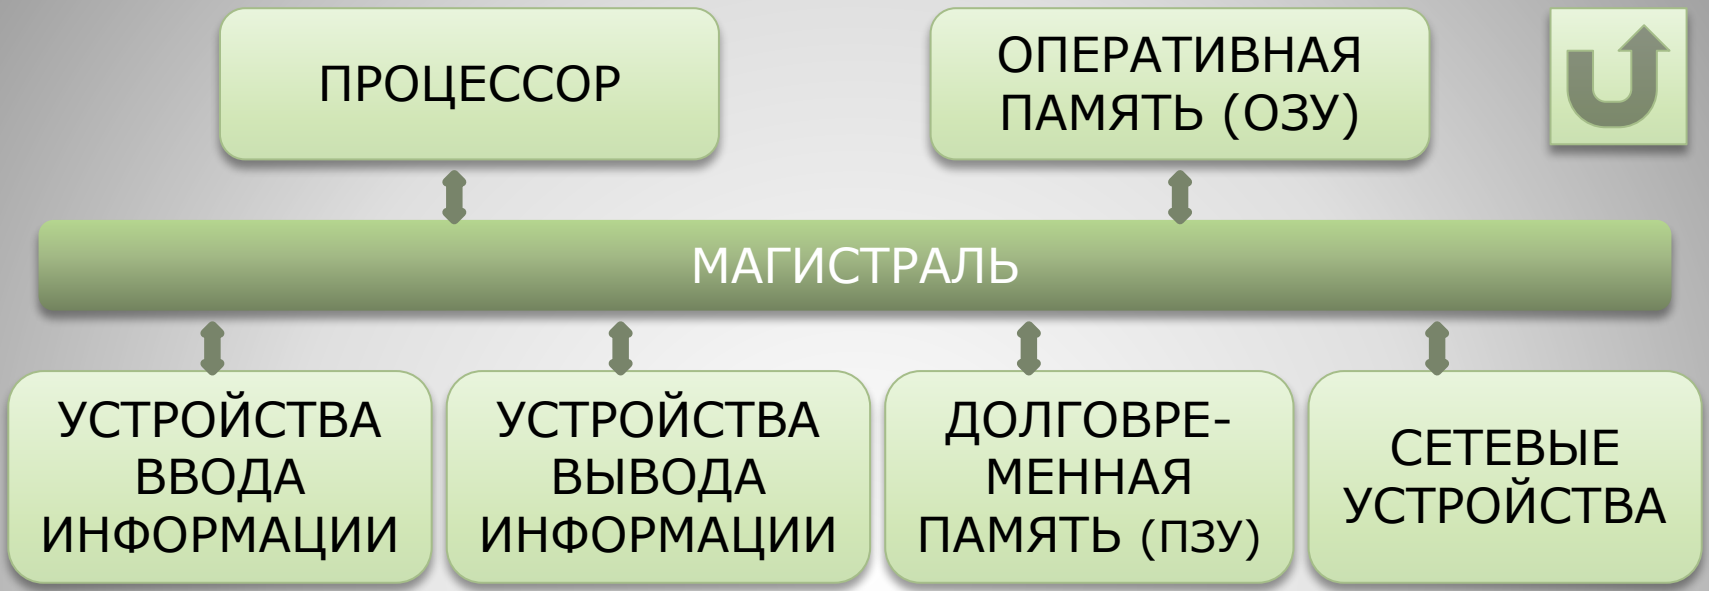 ПРОЦЕССОР
ОПЕРАТИВНАЯ
ПАМЯТЬ (ОЗУ)
МАГИСТРАЛЬ
УСТРОЙСТВА
ВВОДА
ИНФОРМАЦИИ
УСТРОЙСТВА
ВЫВОДА
ИНФОРМАЦИИ
ДОЛГОВРЕ-
МЕННАЯ
ПАМЯТЬ (ПЗУ)
СЕТЕВЫЕ
УСТРОЙСТВА